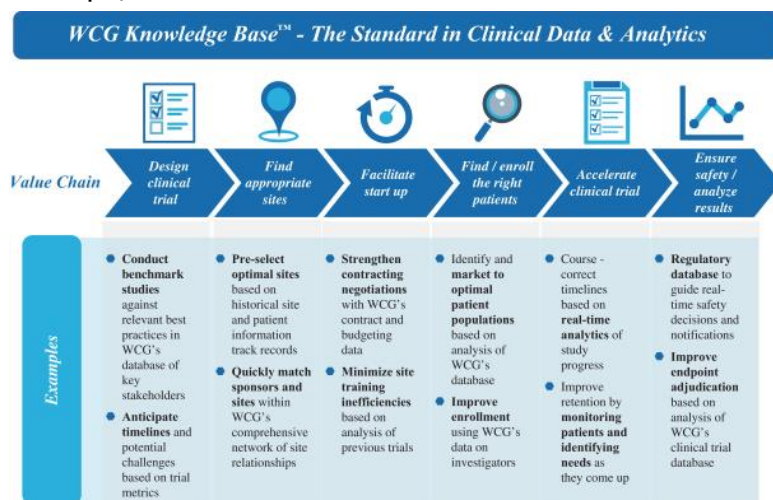 WCG Knowledge Base™ - The Standard in Clinical Data & Analytics
Value Chain
Design
clinical
trial
Find
appropriate
sites
Facilitate
start up
Find / enroll
the right
patients
Accelerate
clinical trial
Ensure
safety /
analyze
results
Examples
Conduct
benchmark
studies
against
relevant best
practices in
WCG's
database of
key
stakeholders
Anticipate
timelines and
potential
challenges
based on trial
metrics
Pre-select
optimal sites
based on
historical site
and patient
information
track records
Quickly match
sponsors and
sites within
WCG's
comprehensive
network of site
relationships
Strengthen
contracting
negotiations
with WCG's
contract and
budgeting
data
Minimize site
training
inefficiencies
based on
analysis of
previous trials
Identify and
market to
optimal
patient
populations
based on
analysis of
WCG's
database
Improve
enrollment
using WCG's
data on
investigators
Course -
correct
timelines
based on
real-time
analytics of
study
progress
Improve
retention by
monitoring
patients and
identifying
needs as
they come up
Regulatory
database to
guide real-
time safety
decisions and
notifications
Improve
endpoint
adjudication
based on
analysis of
WCG's
clinical trial
database